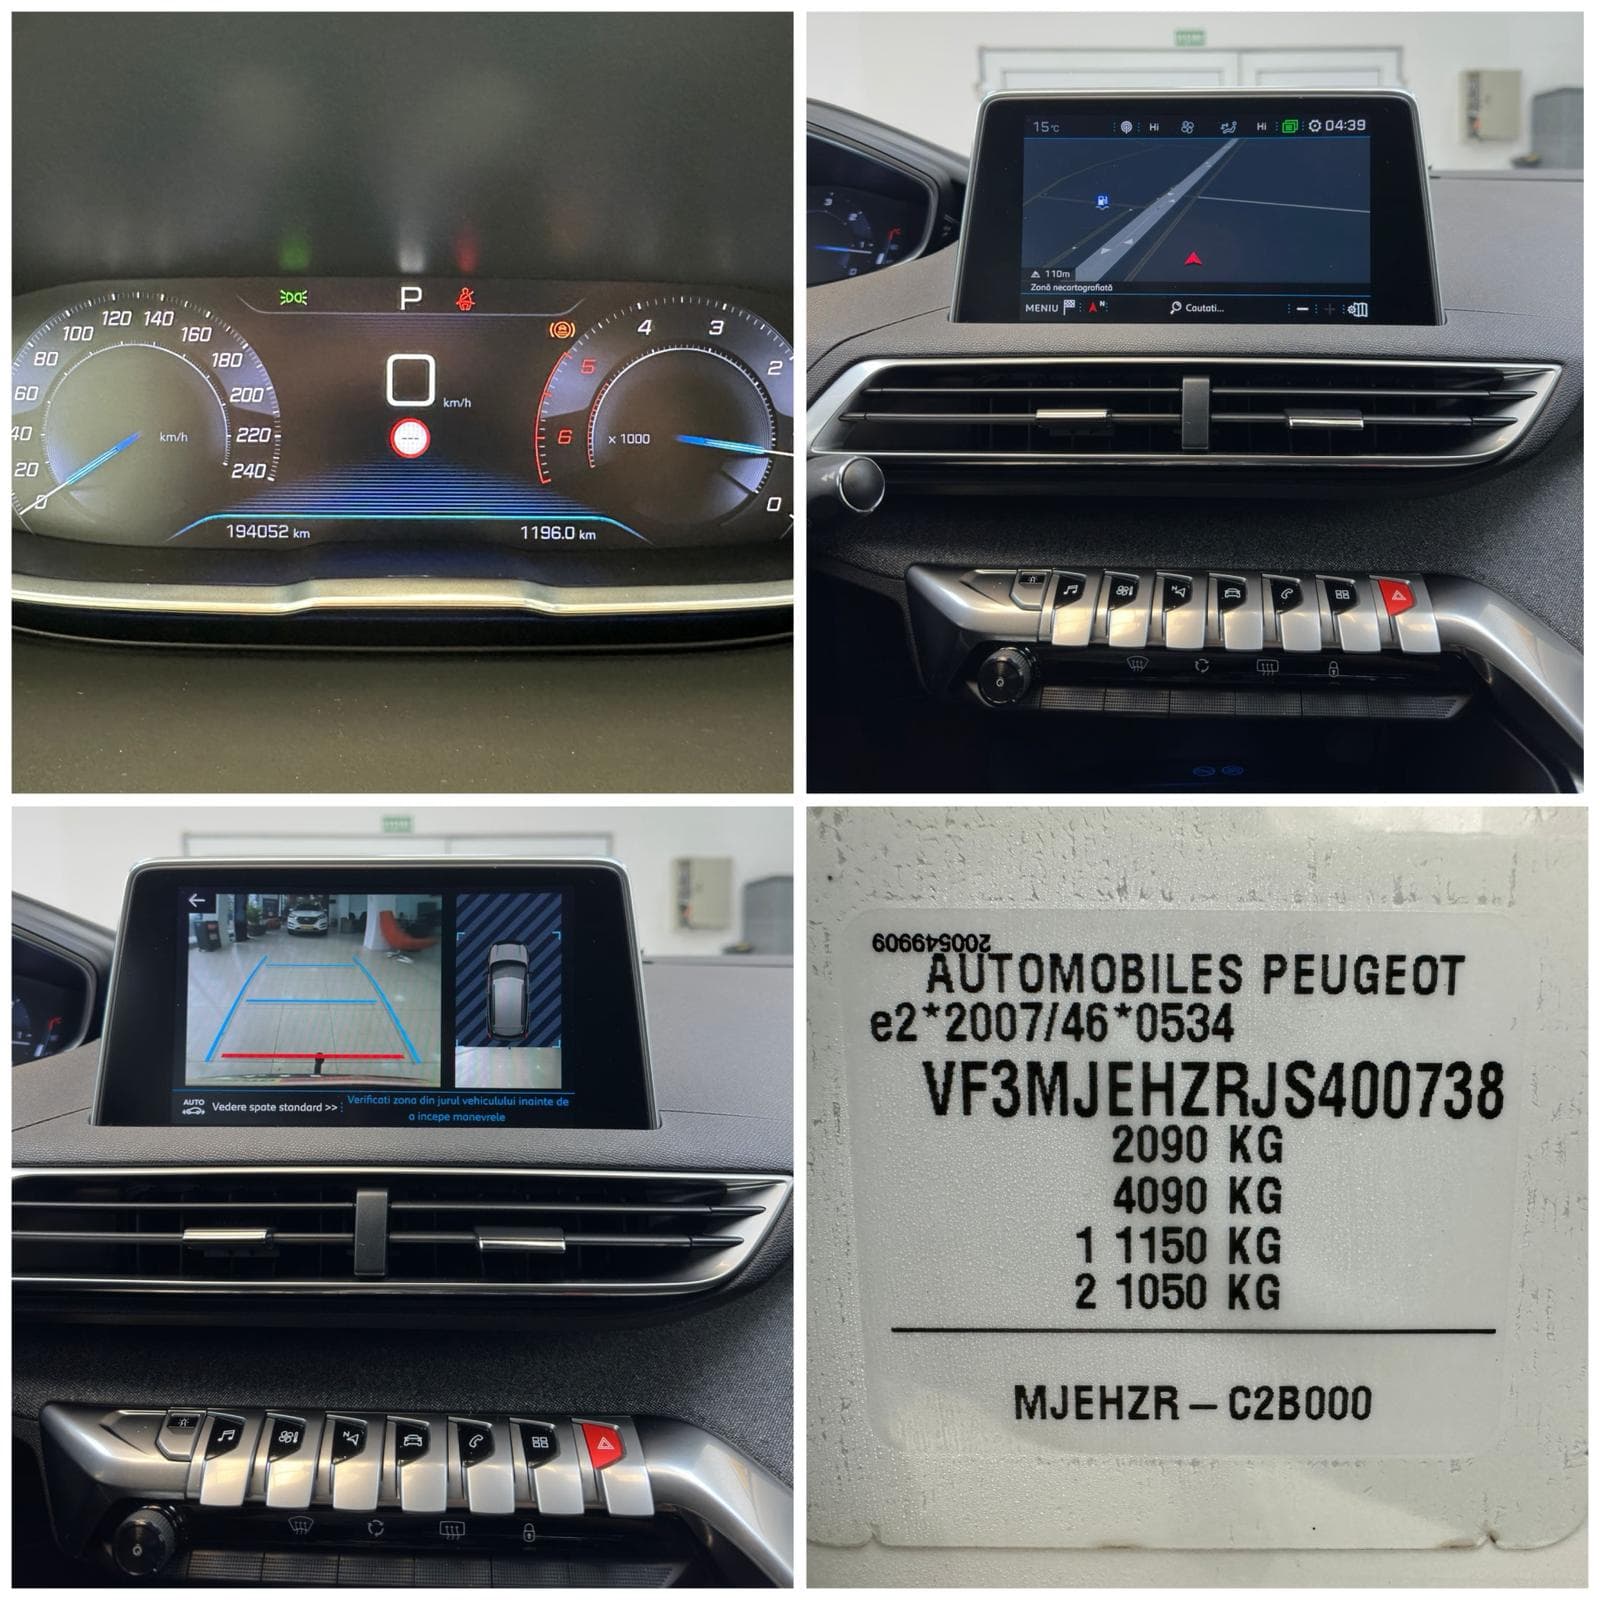 P
20
40
60
80
100
120
140
160
180
200
220
240
0
km/h
0 km/h
---
194052 km
1196.0 km
x 1000
0
2
3
4
5
6
15°C
Hi
Hi
04:39
110m
Zonă necartografiată
MENIU
N
Cautati...
AUTO
Vedere spate standard >>
Verificati zona din jurul vehiculului inainte de
a incepe manevrele
200549909
AUTOMOBILES PEUGEOT
e2*2007/46*0534
VF3MJEHZRJS400738
2090 KG
4090 KG
1 1150 KG
2 1050 KG
MJEHZR-C2B000